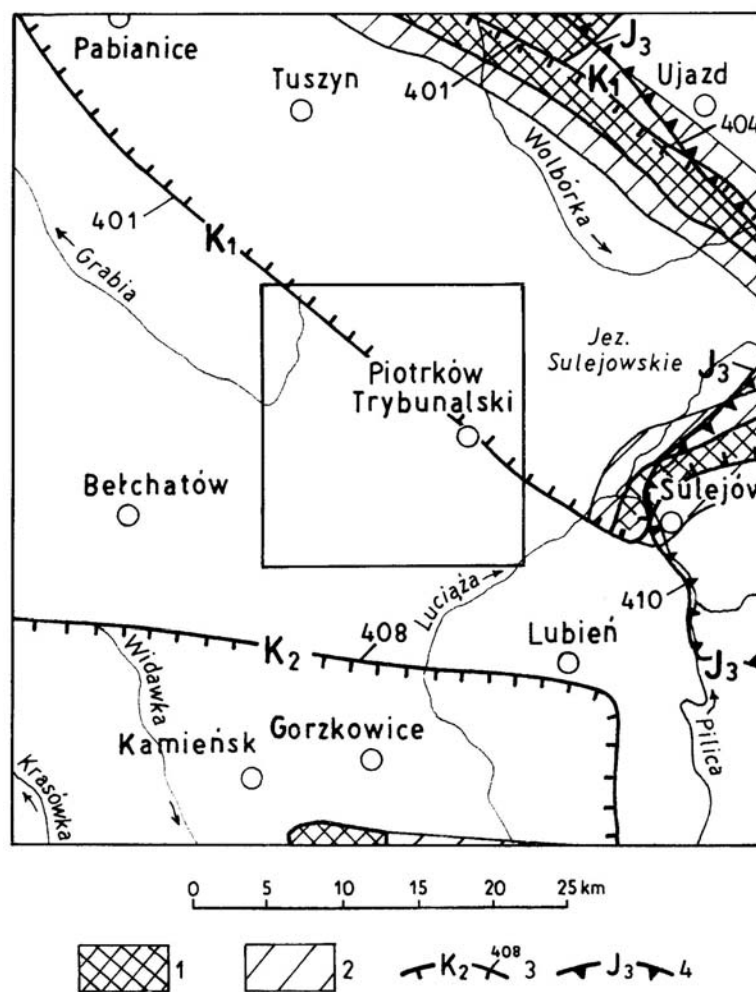 Pabianice
Tuszyn
401
J3
K1
Ujazd
404
Wolbórka
401
K1
Grabia
Jez.
Sulejowskie
J3
Piotrków
Trybunalski
Bełchatów
Sulejów
Luciąża
410
K2
408
Lubień
J3
Widawka
Kamieńsk
Gorzkowice
Pilica
Krasówka
0 5 10 15 20 25 km
1 2 K2 408 3 J3 4